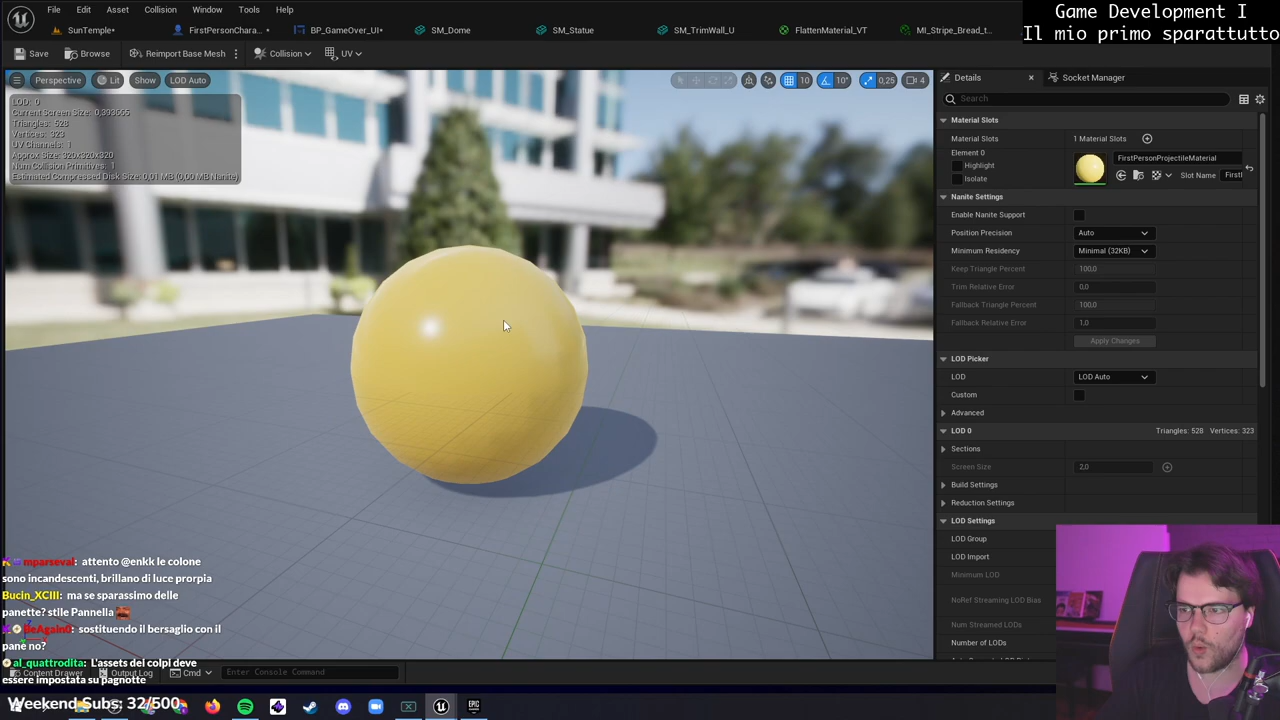 File Edit Asset Collision Window Tools Help
Game Development I
Il mio primo sparattutto
SunTemple• FirstPersonChara...• BP_GameOver_UI• SM_Dome SM_Statue SM_TrimWall_U FlattenMaterial_VT MI_Stripe_Bread_t...
Save Browse Reimport Base Mesh Collision UV
Perspective Lit Show LOD Auto 10 10° 0,25 4
LOD: 0
Current Screen Size: 0,393565
Triangles: 528
Vertices: 323
UV Channels: 1
Approx Size: 320x320x320
Num Collision Primitives: 1
Estimated Compressed Disk Size: 0,01 MB (0,00 MB Nanite)
Details Socket Manager
Search
Material Slots
Material Slots 1 Material Slots
Element 0
Highlight
Isolate
FirstPersonProjectileMaterial
Slot Name FirstI
Nanite Settings
Enable Nanite Support
Position Precision Auto
Minimum Residency Minimal (32KB)
Keep Triangle Percent 100,0
Trim Relative Error 0,0
Fallback Triangle Percent 100,0
Fallback Relative Error 1,0
Apply Changes
LOD Picker
LOD LOD Auto
Custom
Advanced
LOD 0 Triangles: 528 Vertices: 323
Sections
Screen Size 2,0
Build Settings
Reduction Settings
LOD Settings
LOD Group
LOD Import
Minimum LOD
NoRef Streaming LOD Bias
Num Streamed LODs
Number of LODs
mparseval: attento @enkk le colone
sono incandescenti, brillano di luce prorpia
Bucin_XCIII: ma se sparassimo delle
panette? stile Pannella
BeAgain0: sostituendo il bersaglio con il
pane no?
al_quattrodita: L'assets dei colpi deve
essere impostata su pagnotte
Content Drawer Output Log Cmd Enter Console Command
Weekend Subs: 32/500